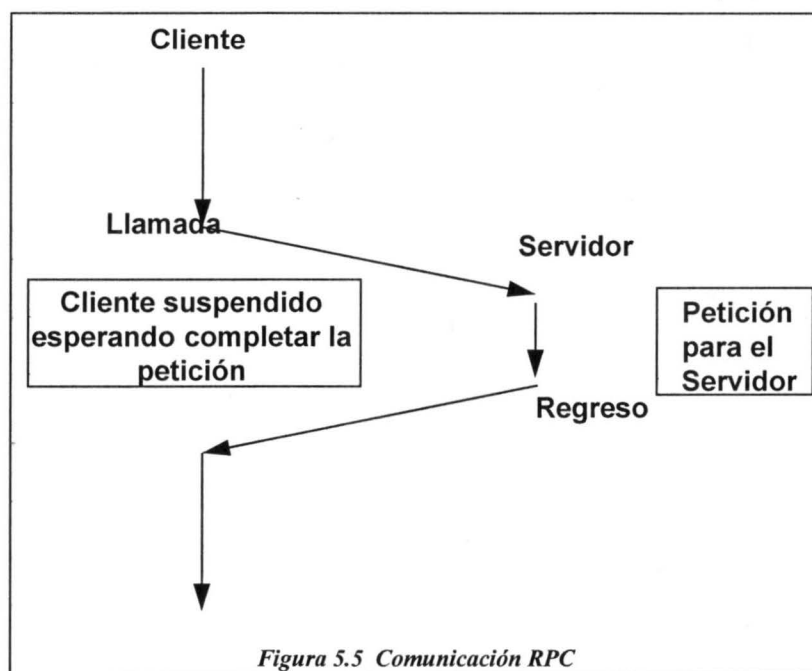 Cliente
Llamada
Servidor
Cliente suspendido
esperando completar la
petición
Petición
para el
Servidor
Regreso
Figura 5.5 Comunicación RPC